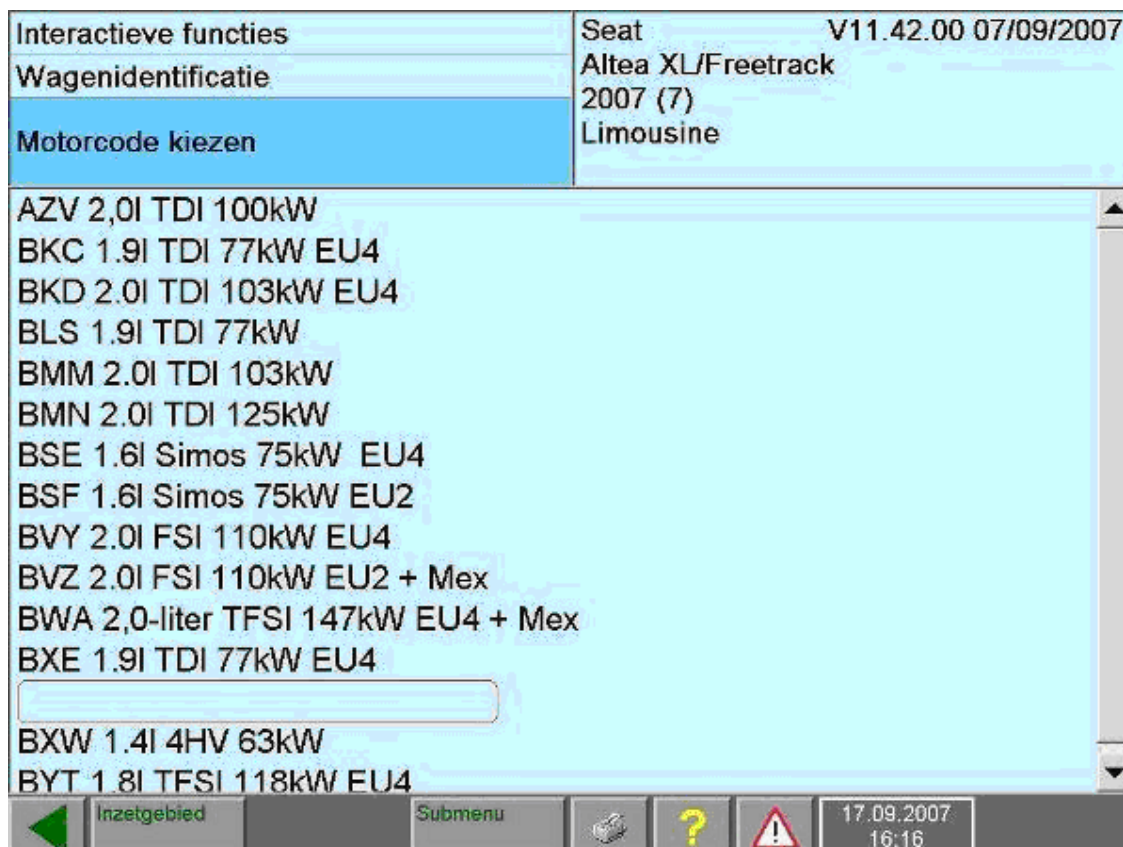 Interactieve functies
Wagenidentificatie
Motorcode kiezen
Seat V11.42.00 07/09/2007
Altea XL/Freetrack
2007 (7)
Limousine
AZV 2,0l TDI 100kW
BKC 1.9l TDI 77kW EU4
BKD 2.0l TDI 103kW EU4
BLS 1.9l TDI 77kW
BMM 2.0l TDI 103kW
BMN 2.0l TDI 125kW
BSE 1.6l Simos 75kW  EU4
BSF 1.6l Simos 75kW EU2
BVY 2.0l FSI 110kW EU4
BVZ 2.0l FSI 110kW EU2 + Mex
BWA 2,0-liter TFSI 147kW EU4 + Mex
BXE 1.9l TDI 77kW EU4
BXW 1.4l 4HV 63kW
BYT 1.8l TFSI 118kW EU4
Inzetgebied
Submenu
?
!
17.09.2007
16:16